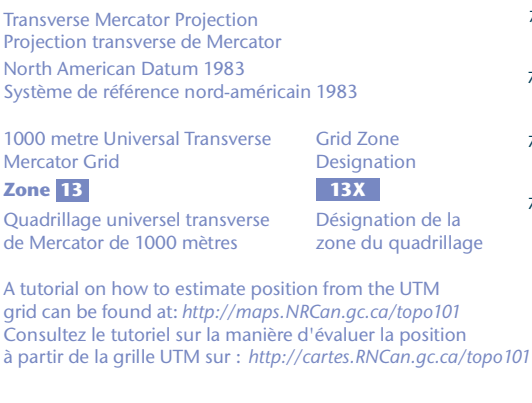 Transverse Mercator Projection
Projection transverse de Mercator
North American Datum 1983
Système de référence nord-américain 1983
1000 metre Universal Transverse
Mercator Grid
Zone 13
Quadrillage universel transverse
de Mercator de 1000 mètres
Grid Zone
Designation
13X
Désignation de la
zone du quadrillage
A tutorial on how to estimate position from the UTM
grid can be found at: http://maps.NRCan.gc.ca/topo101
Consultez le tutoriel sur la manière d'évaluer la position
à partir de la grille UTM sur : http://cartes.RNCan.gc.ca/topo101